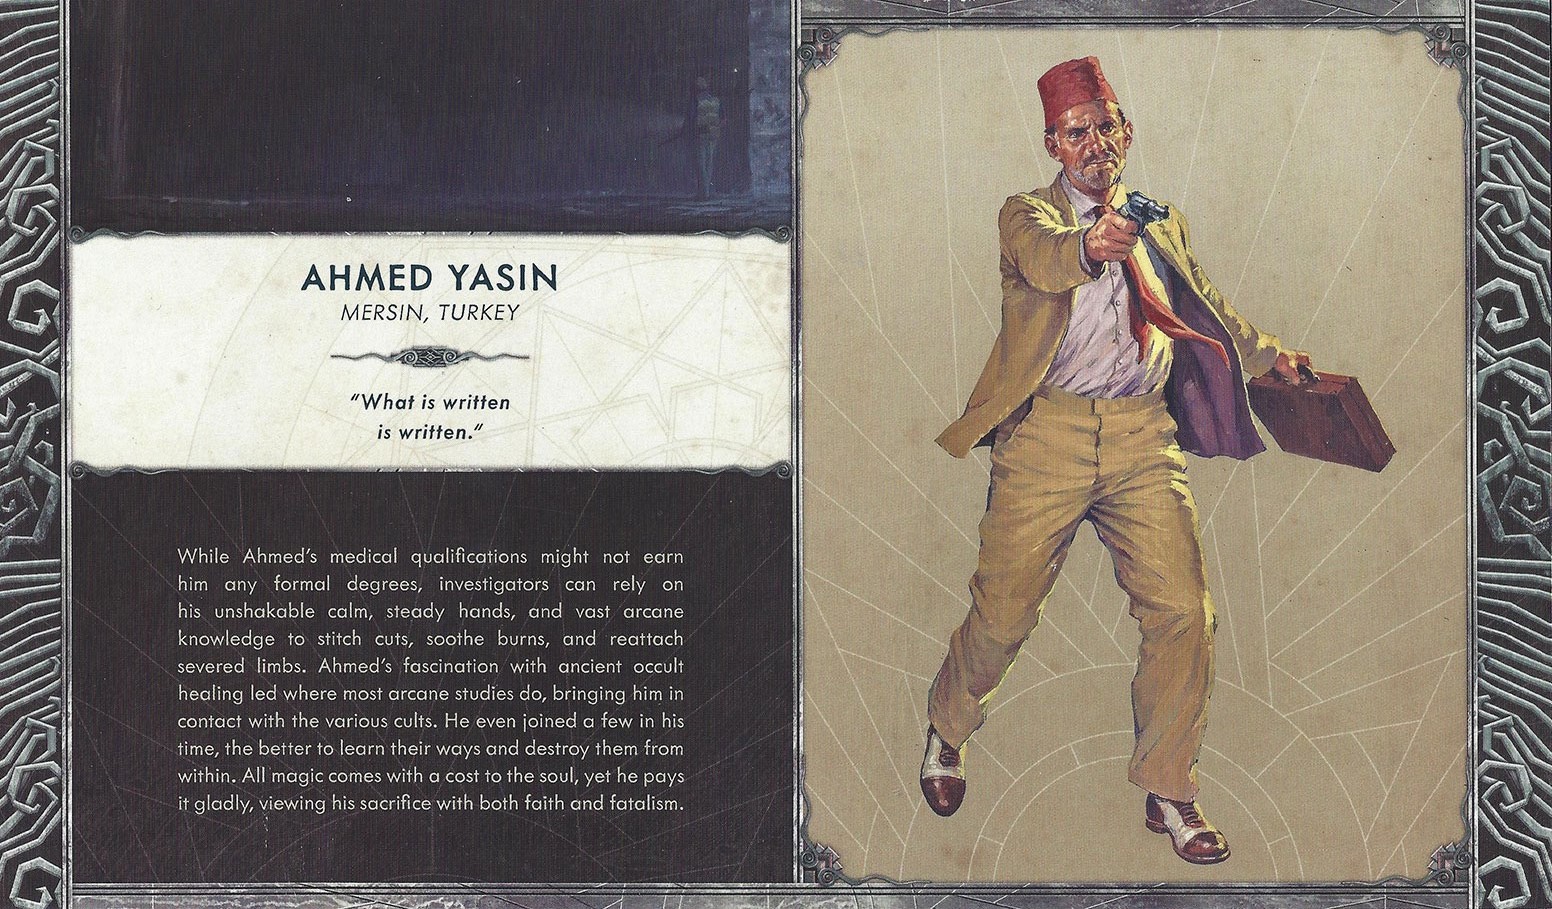 AHMED YASIN
MERSIN, TURKEY
“What is written
is written.”
While Ahmed’s medical qualifications might not earn
him any formal degrees, investigators can rely on
his unshakable calm, steady hands, and vast arcane
knowledge to stitch cuts, soothe burns, and reattach
severed limbs. Ahmed’s fascination with ancient occult
healing led where most arcane studies do, bringing him in
contact with the various cults. He even joined a few in his
time, the better to learn their ways and destroy them from
within. All magic comes with a cost to the soul, yet he pays
it gladly, viewing his sacrifice with both faith and fatalism.